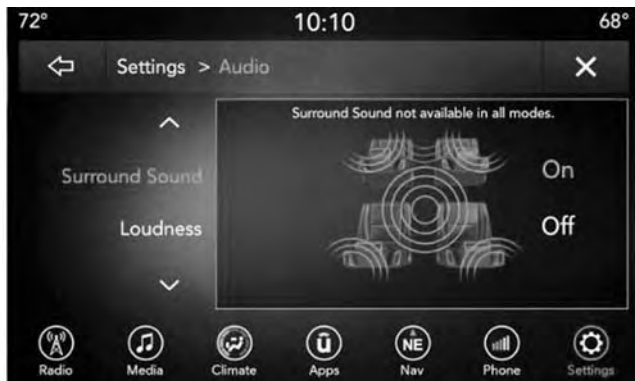 72° 10:10 68°
Settings > Audio
Surround Sound not available in all modes.
Surround Sound
On
Loudness
Off
A ū NE
Radio Media Climate Apps Nav Phone Settings